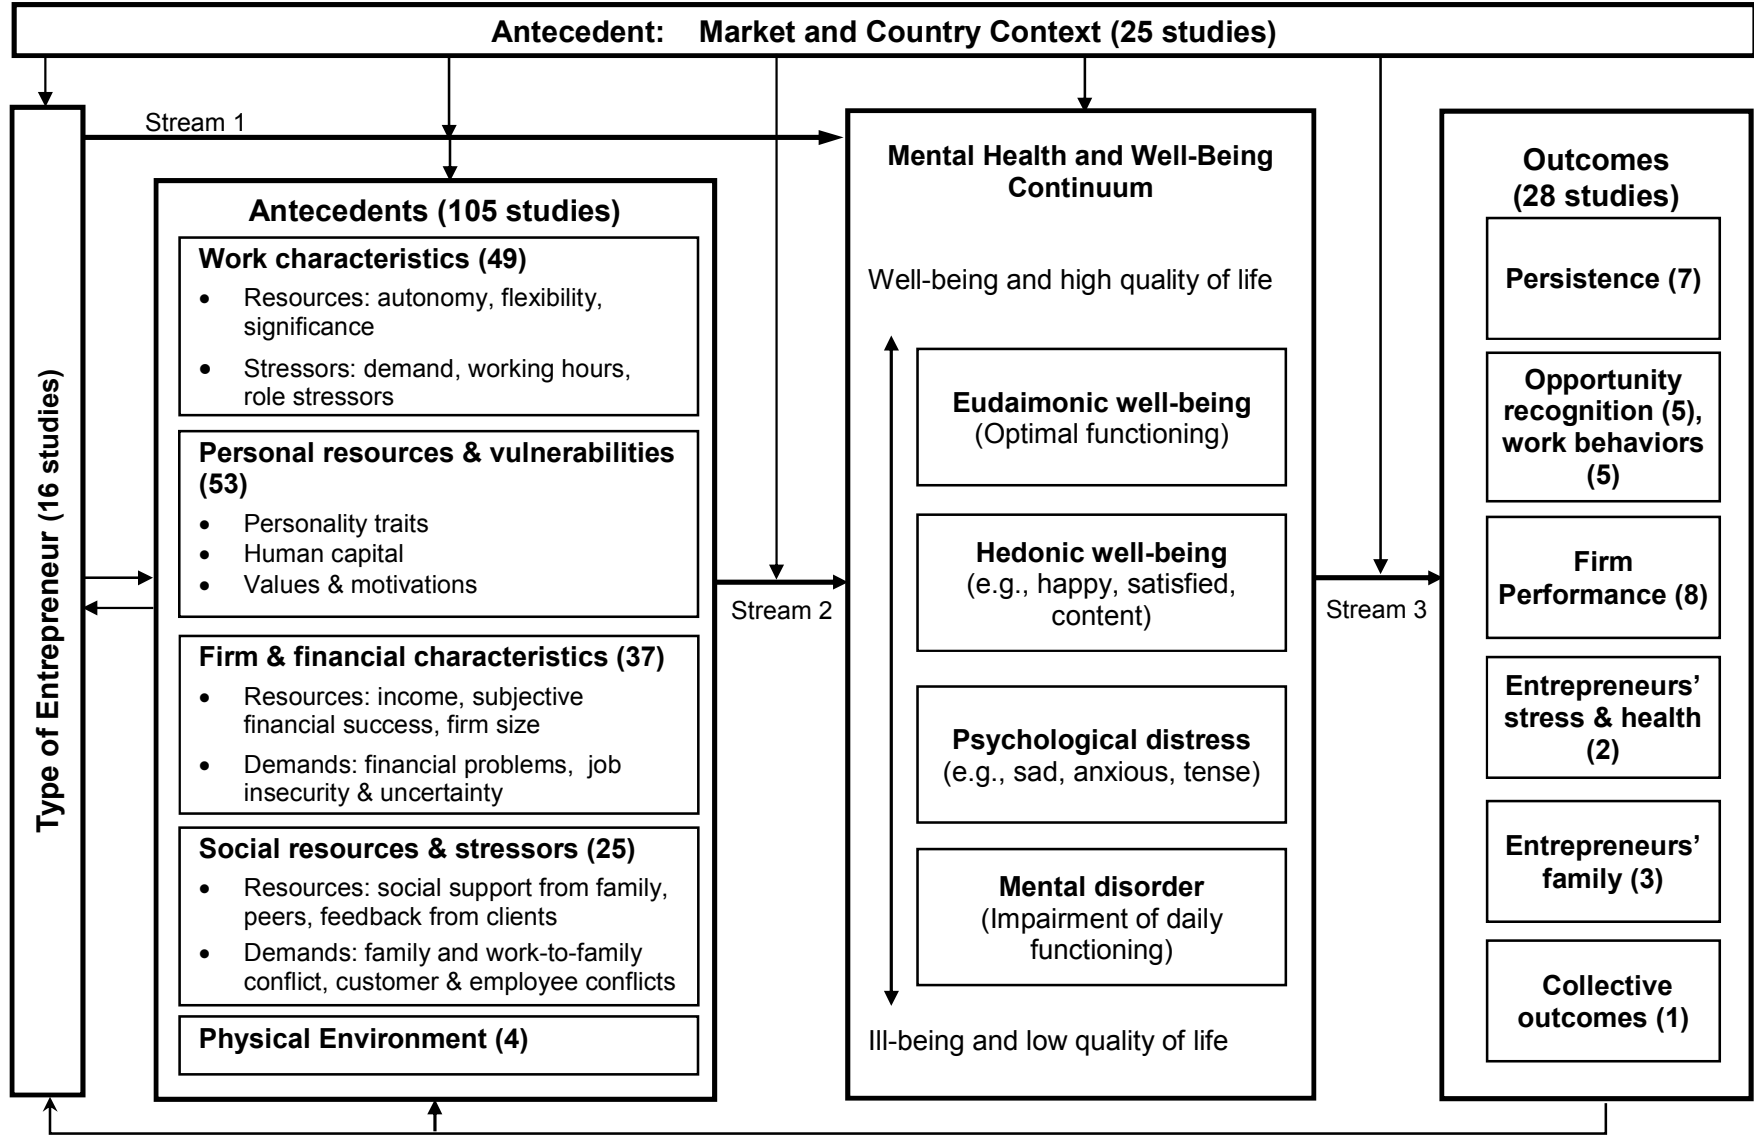 Antecedent: Market and Country Context (25 studies)
Type of Entrepreneur (16 studies)
Stream 1
Antecedents (105 studies)
Work characteristics (49)
• Resources: autonomy, flexibility,
significance
• Stressors: demand, working hours,
role stressors
Personal resources & vulnerabilities
(53)
• Personality traits
• Human capital
• Values & motivations
Firm & financial characteristics (37)
• Resources: income, subjective
financial success, firm size
• Demands: financial problems, job
insecurity & uncertainty
Social resources & stressors (25)
• Resources: social support from family,
peers, feedback from clients
• Demands: family and work-to-family
conflict, customer & employee conflicts
Physical Environment (4)
Stream 2
Mental Health and Well-Being
Continuum
Well-being and high quality of life
Eudaimonic well-being
(Optimal functioning)
Hedonic well-being
(e.g., happy, satisfied,
content)
Psychological distress
(e.g., sad, anxious, tense)
Mental disorder
(Impairment of daily
functioning)
Ill-being and low quality of life
Stream 3
Outcomes
(28 studies)
Persistence (7)
Opportunity
recognition (5),
work behaviors
(5)
Firm
Performance (8)
Entrepreneurs’
stress & health
(2)
Entrepreneurs’
family (3)
Collective
outcomes (1)